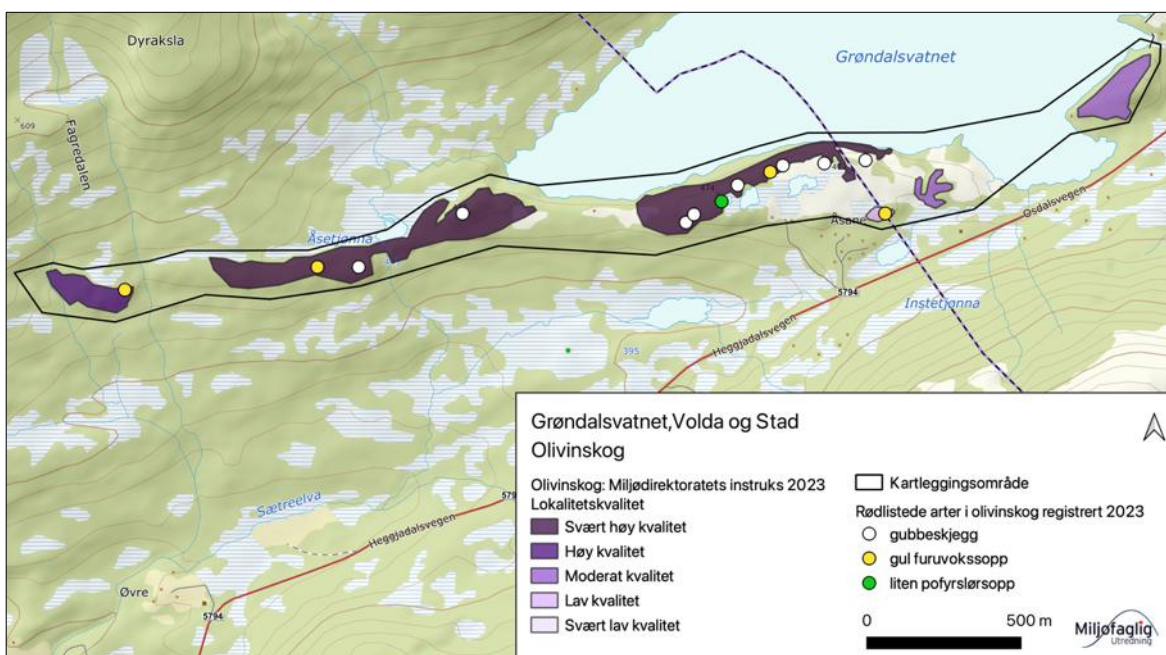 Dyraksla
Grøndalsvatnet
609
Fagredalen
474
Åsetjønna
Åsane
Osdalsvegen
5794
Instetjønna
Heggjadalsvegen
395
Sætreelva
Heggjadalsvegen
Øvre
5794
Grøndalsvatnet,Volda og Stad
Olivinskog
Olivinskog: Miljødirektoratets instruks 2023
Lokalitetskvalitet
Svært høy kvalitet
Høy kvalitet
Moderat kvalitet
Lav kvalitet
Svært lav kvalitet
Kartleggingsområde
Rødlistede arter i olivinskog registrert 2023
gubbeskjegg
gul furuvokssopp
liten pofyrslørsopp
0 500 m
Miljøfaglig
Utredning